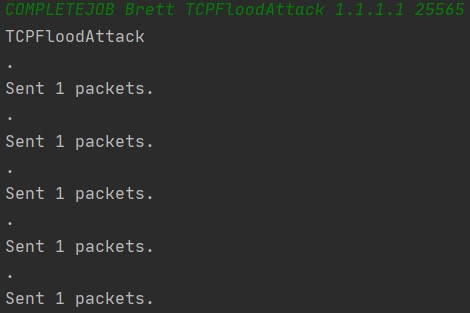 COMPLETEJOB Brett TCPFloodAttack 1.1.1.1 25565
TCPFloodAttack
.
Sent 1 packets.
.
Sent 1 packets.
.
Sent 1 packets.
.
Sent 1 packets.
.
Sent 1 packets.